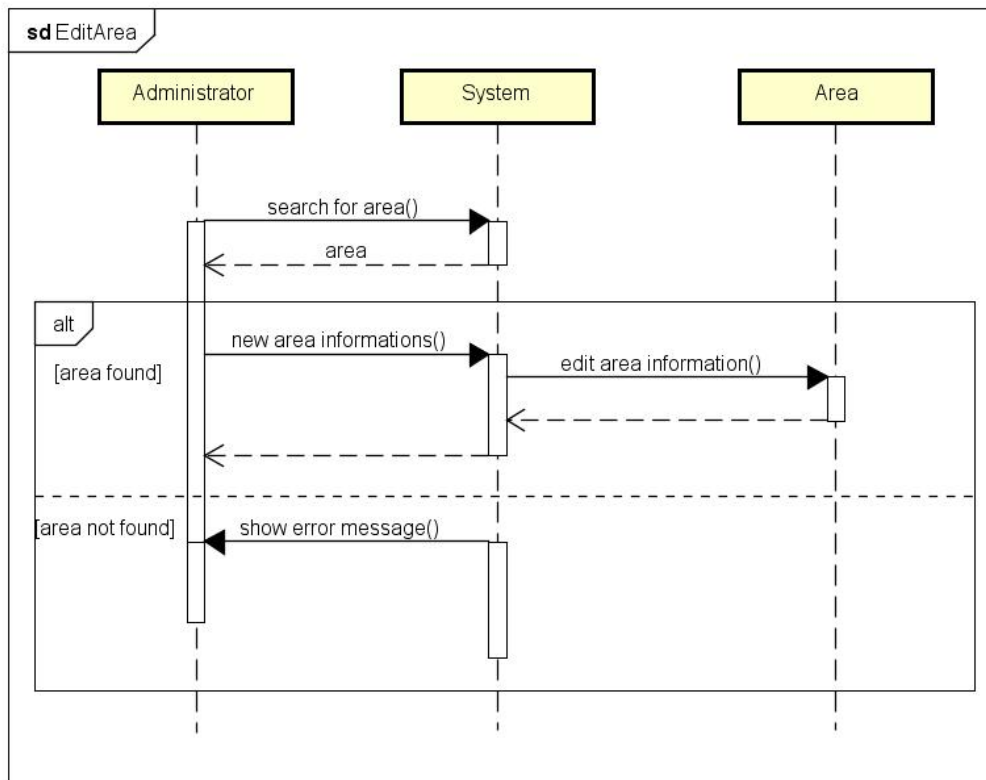 sd EditArea
Administrator
System
Area
search for area()
area
alt
new area informations()
[area found]
edit area information()
[area not found]
show error message()